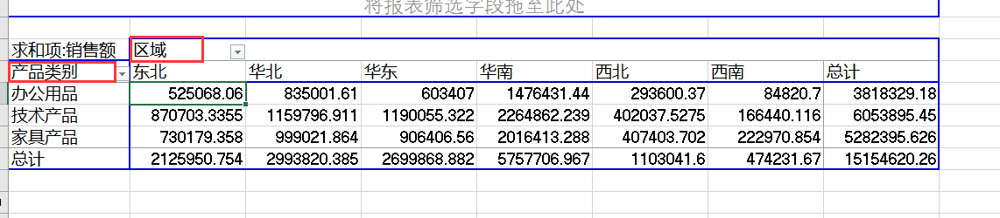 将报表筛选字段拖至此处
求和项:销售额 区域
产品类别 东北 华北 华东 华南 西北 西南 总计
办公用品 525068.06 835001.61 603407 1476431.44 293600.37 84820.7 3818329.18
技术产品 870703.3355 1159796.911 1190055.322 2264862.239 402037.5275 166440.116 6053895.45
家具产品 730179.358 999021.864 906406.56 2016413.288 407403.702 222970.854 5282395.626
总计 2125950.754 2993820.385 2699868.882 5757706.967 1103041.6 474231.67 15154620.26